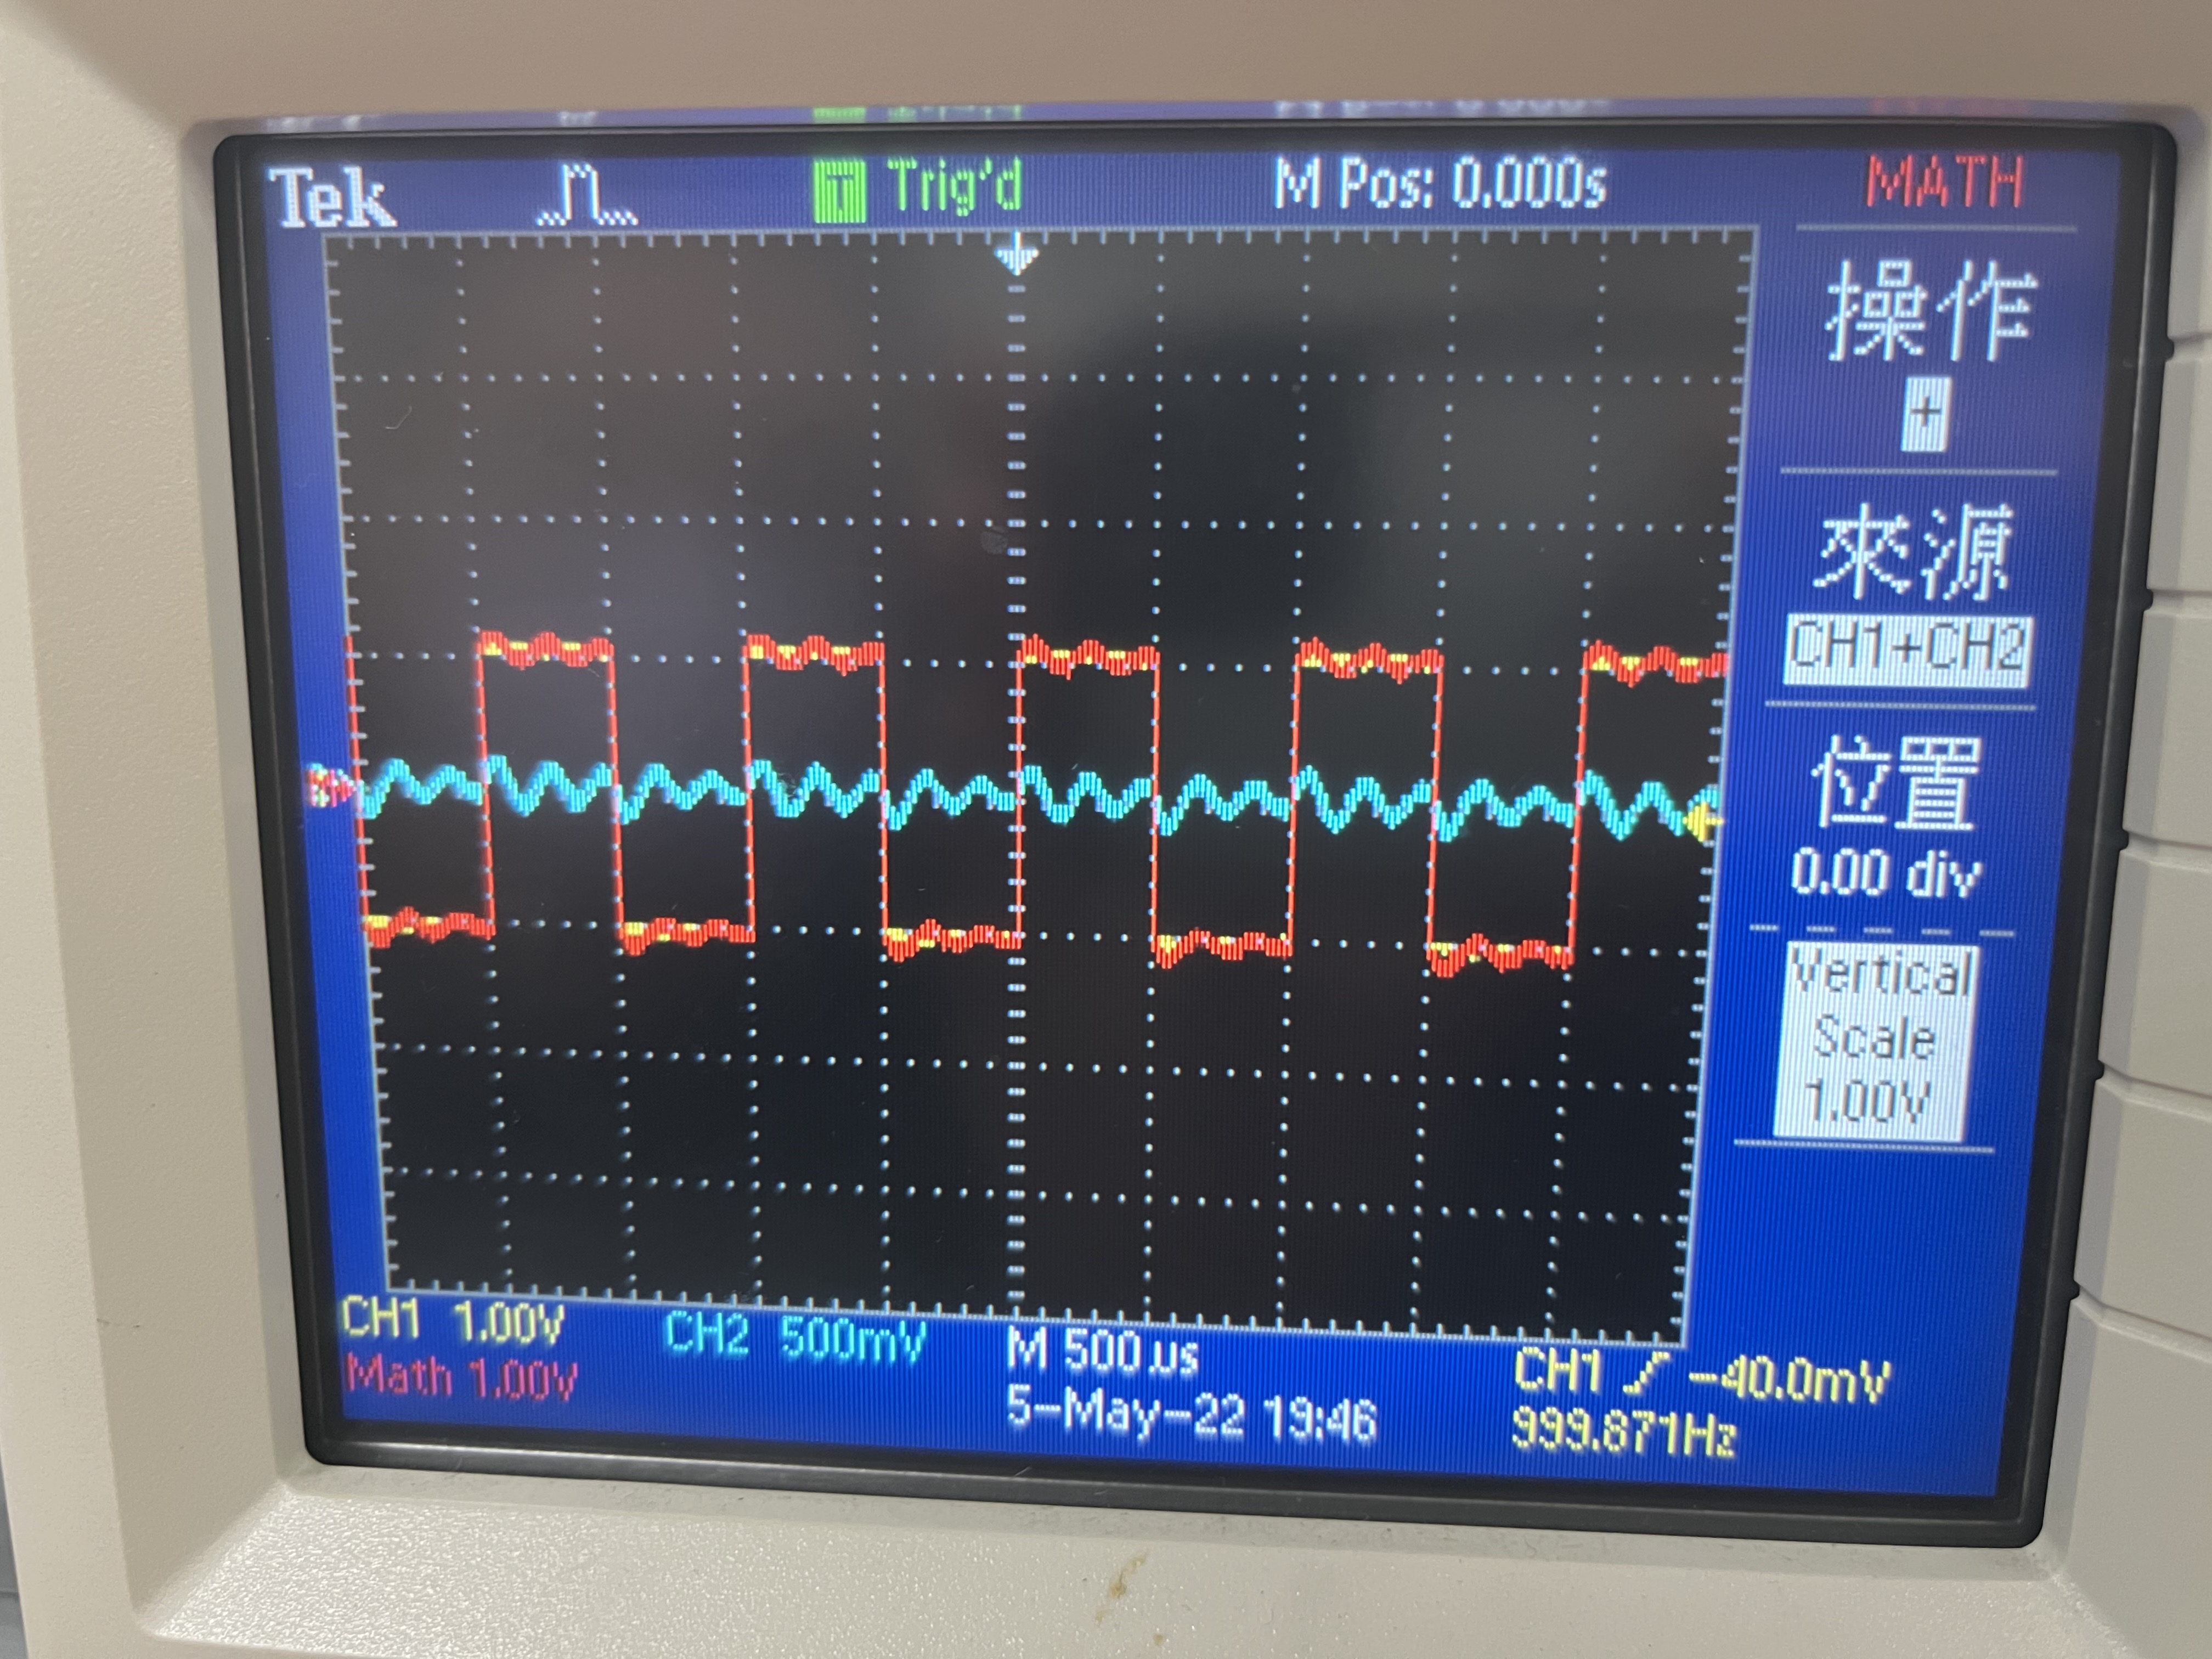 Tek
Trig'd
M Pos: 0.000s
MATH
操作
+
來源
CH1+CH2
位置
0.00 div
Vertical
Scale
1.00V
CH1 1.00V
CH2 500mV
M 500µs
CH1 -40.0mV
Math 1.00V
5-May-22 19:46
999.871Hz